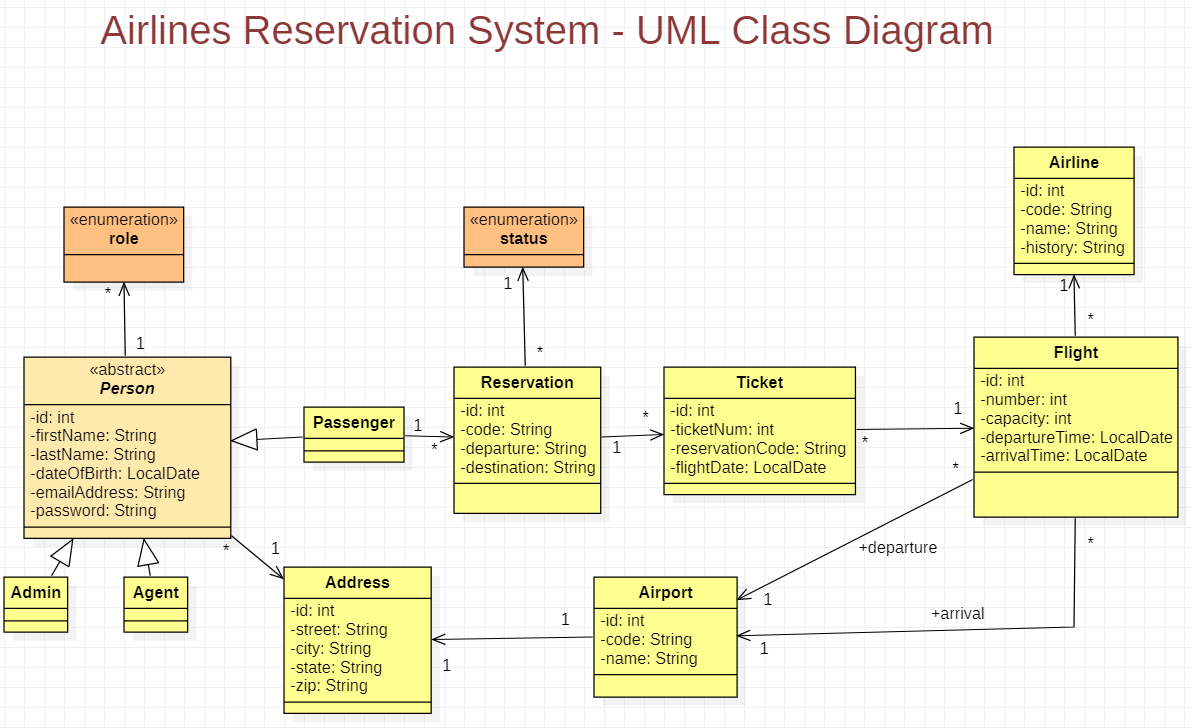 Airlines Reservation System - UML Class Diagram
Airline
-id: int
-code: String
-name: String
-history: String
«enumeration»
role
«enumeration»
status
*
1
1
*
1
*
«abstract»
Person
-id: int
-firstName: String
-lastName: String
-dateOfBirth: LocalDate
-emailAddress: String
-password: String
Passenger
1
*
Reservation
-id: int
-code: String
-departure: String
-destination: String
1
*
Ticket
-id: int
-ticketNum: int
-reservationCode: String
-flightDate: LocalDate
*
1
Flight
-id: int
-number: int
-capacity: int
-departureTime: LocalDate
-arrivalTime: LocalDate
*
+departure
1
*
+arrival
1
*
1
Admin
Agent
Address
-id: int
-street: String
-city: String
-state: String
-zip: String
1
1
Airport
-id: int
-code: String
-name: String